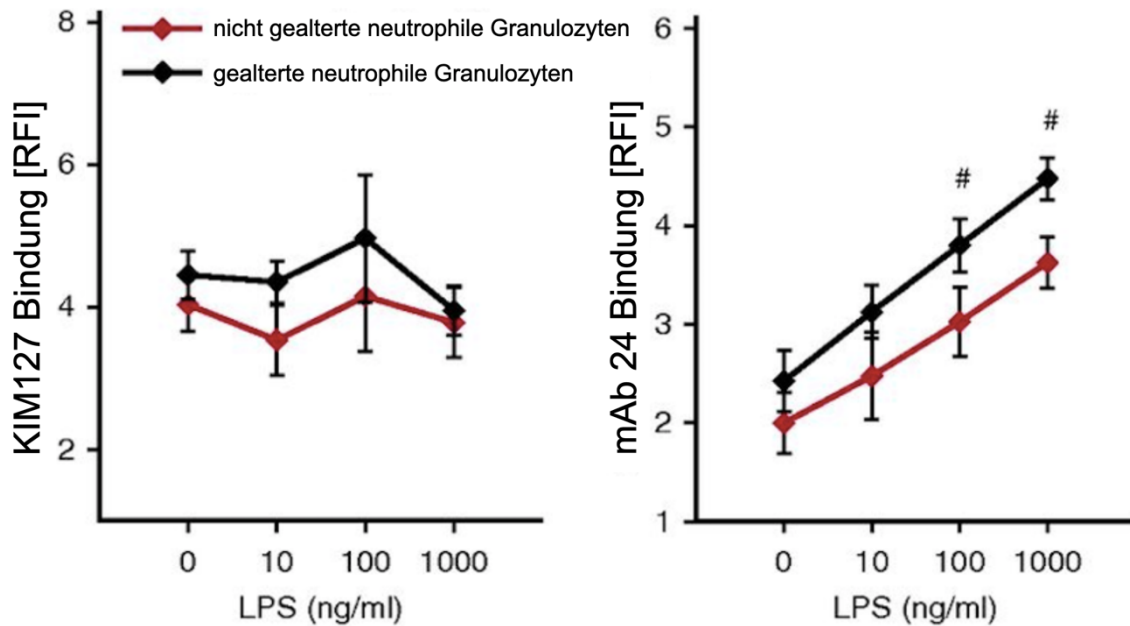 nicht gealterte neutrophile Granulozyten
gealterte neutrophile Granulozyten
KIM127 Bindung [RFI]
8
6
4
2
0 10 100 1000
LPS (ng/ml)
mAb 24 Bindung [RFI]
6
5
4
3
2
1
# #
0 10 100 1000
LPS (ng/ml)